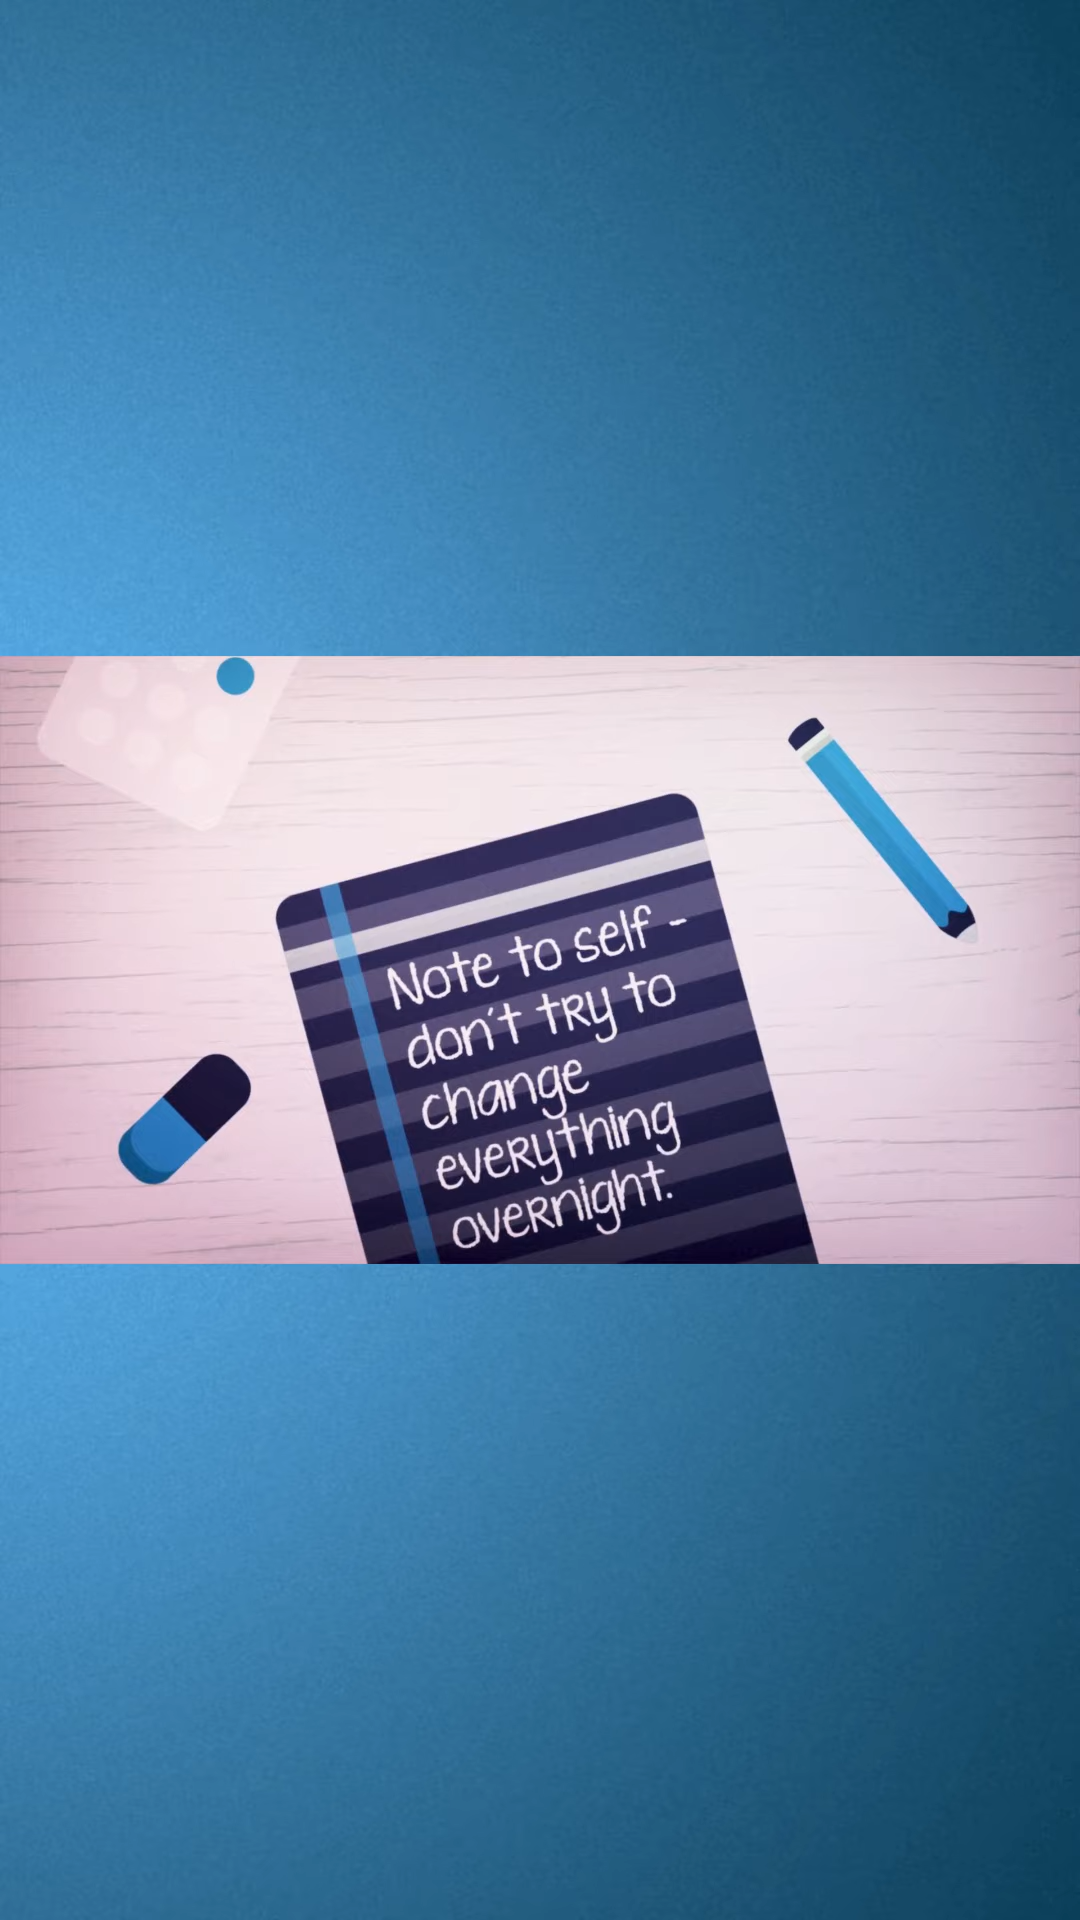 Note to self -
don't try to
change
everything
overnight.